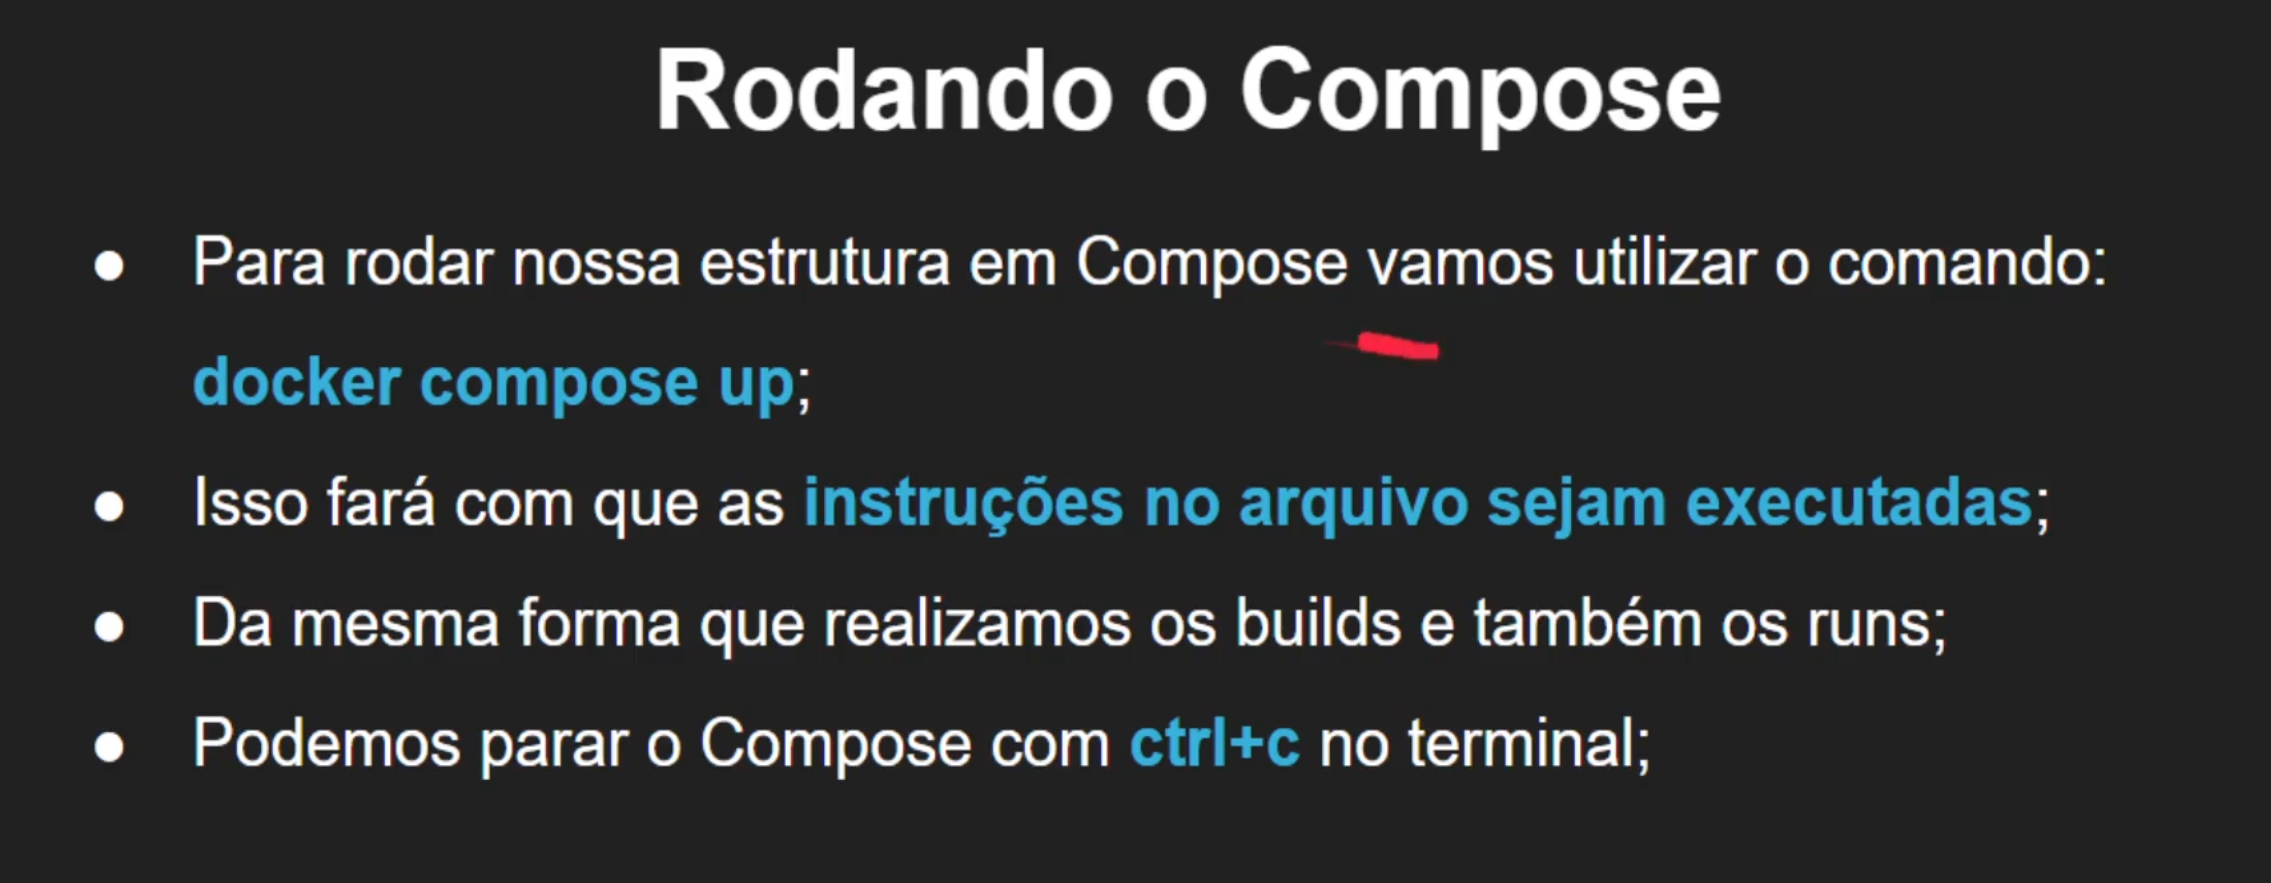 Rodando o Compose
● Para rodar nossa estrutura em Compose vamos utilizar o comando:
docker compose up;
● Isso fará com que as instruções no arquivo sejam executadas;
● Da mesma forma que realizamos os builds e também os runs;
● Podemos parar o Compose com ctrl+c no terminal;